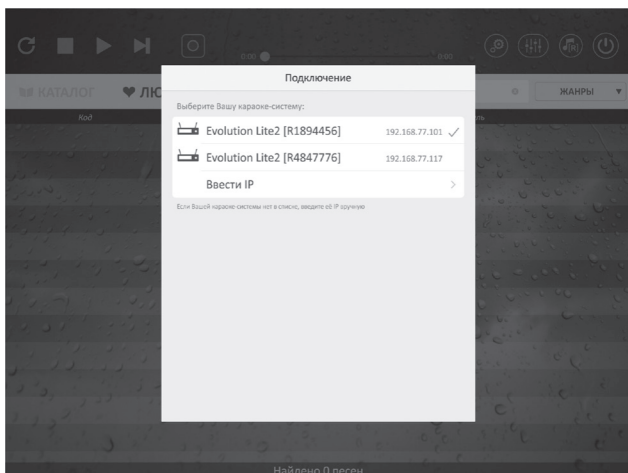 0:00
0:00
КАТАЛОГ
ЛЮ
ЖАНРЫ
Код
Подключение
Выберите Вашу караоке-систему:
Evolution Lite2 [R1894456] 192.168.77.101
Evolution Lite2 [R4847776] 192.168.77.117
Ввести IP
Если Вашей караоке системы нет в списке, введите её IP вручную
Найдено 0 песен